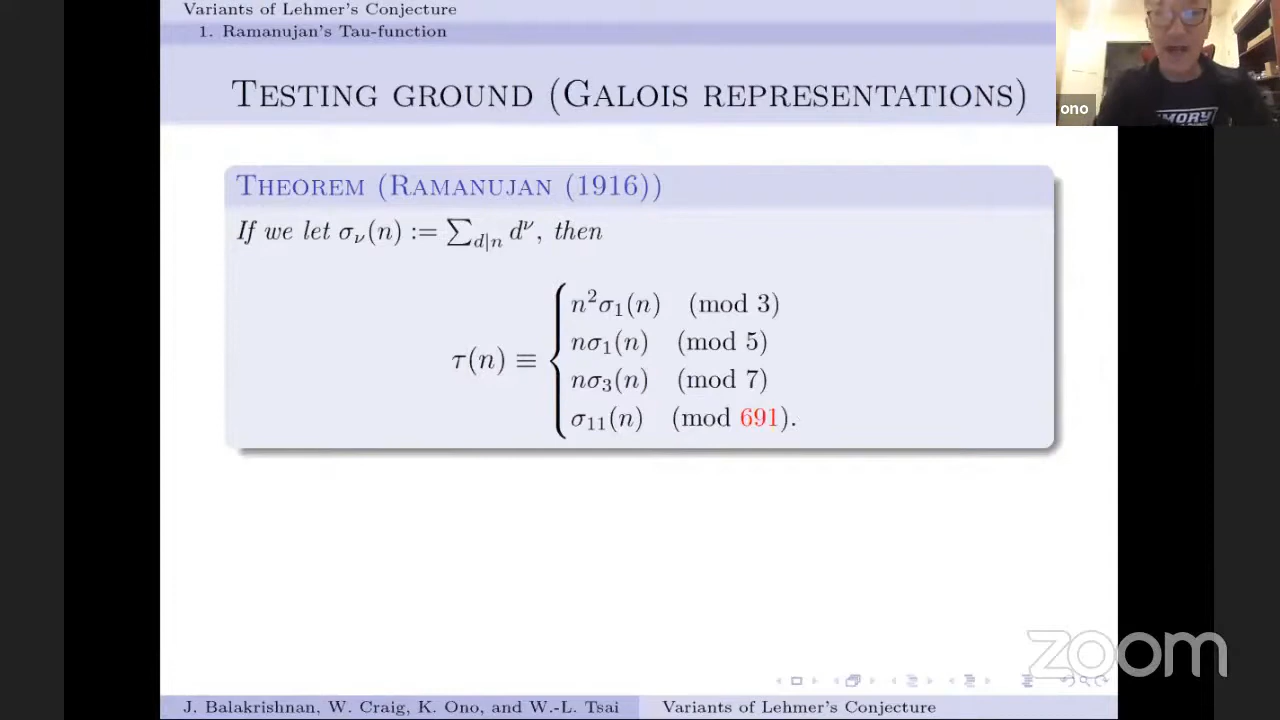 Variants of Lehmer's Conjecture
1. Ramanujan's Tau-function
Testing ground (Galois representations)
ono
Theorem (Ramanujan (1916))
If we let σ_ν(n) := ∑_{d|n} d^ν, then
τ(n) ≡ { n²σ₁(n) (mod 3)
nσ₁(n) (mod 5)
nσ₃(n) (mod 7)
σ₁₁(n) (mod 691).
zoom
J. Balakrishnan, W. Craig, K. Ono, and W.-L. Tsai Variants of Lehmer's Conjecture